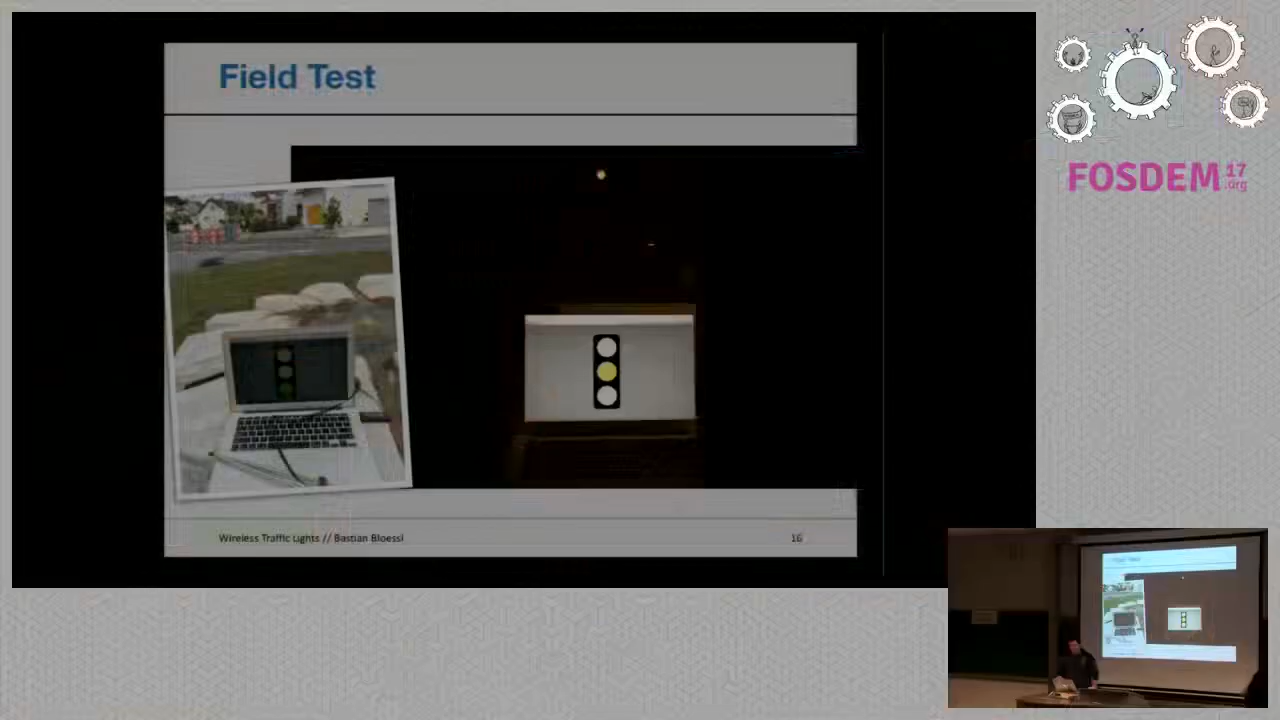 Field Test
Wireless Traffic Lights // Bastian Bloessl
16
FOSDEM 17
.org